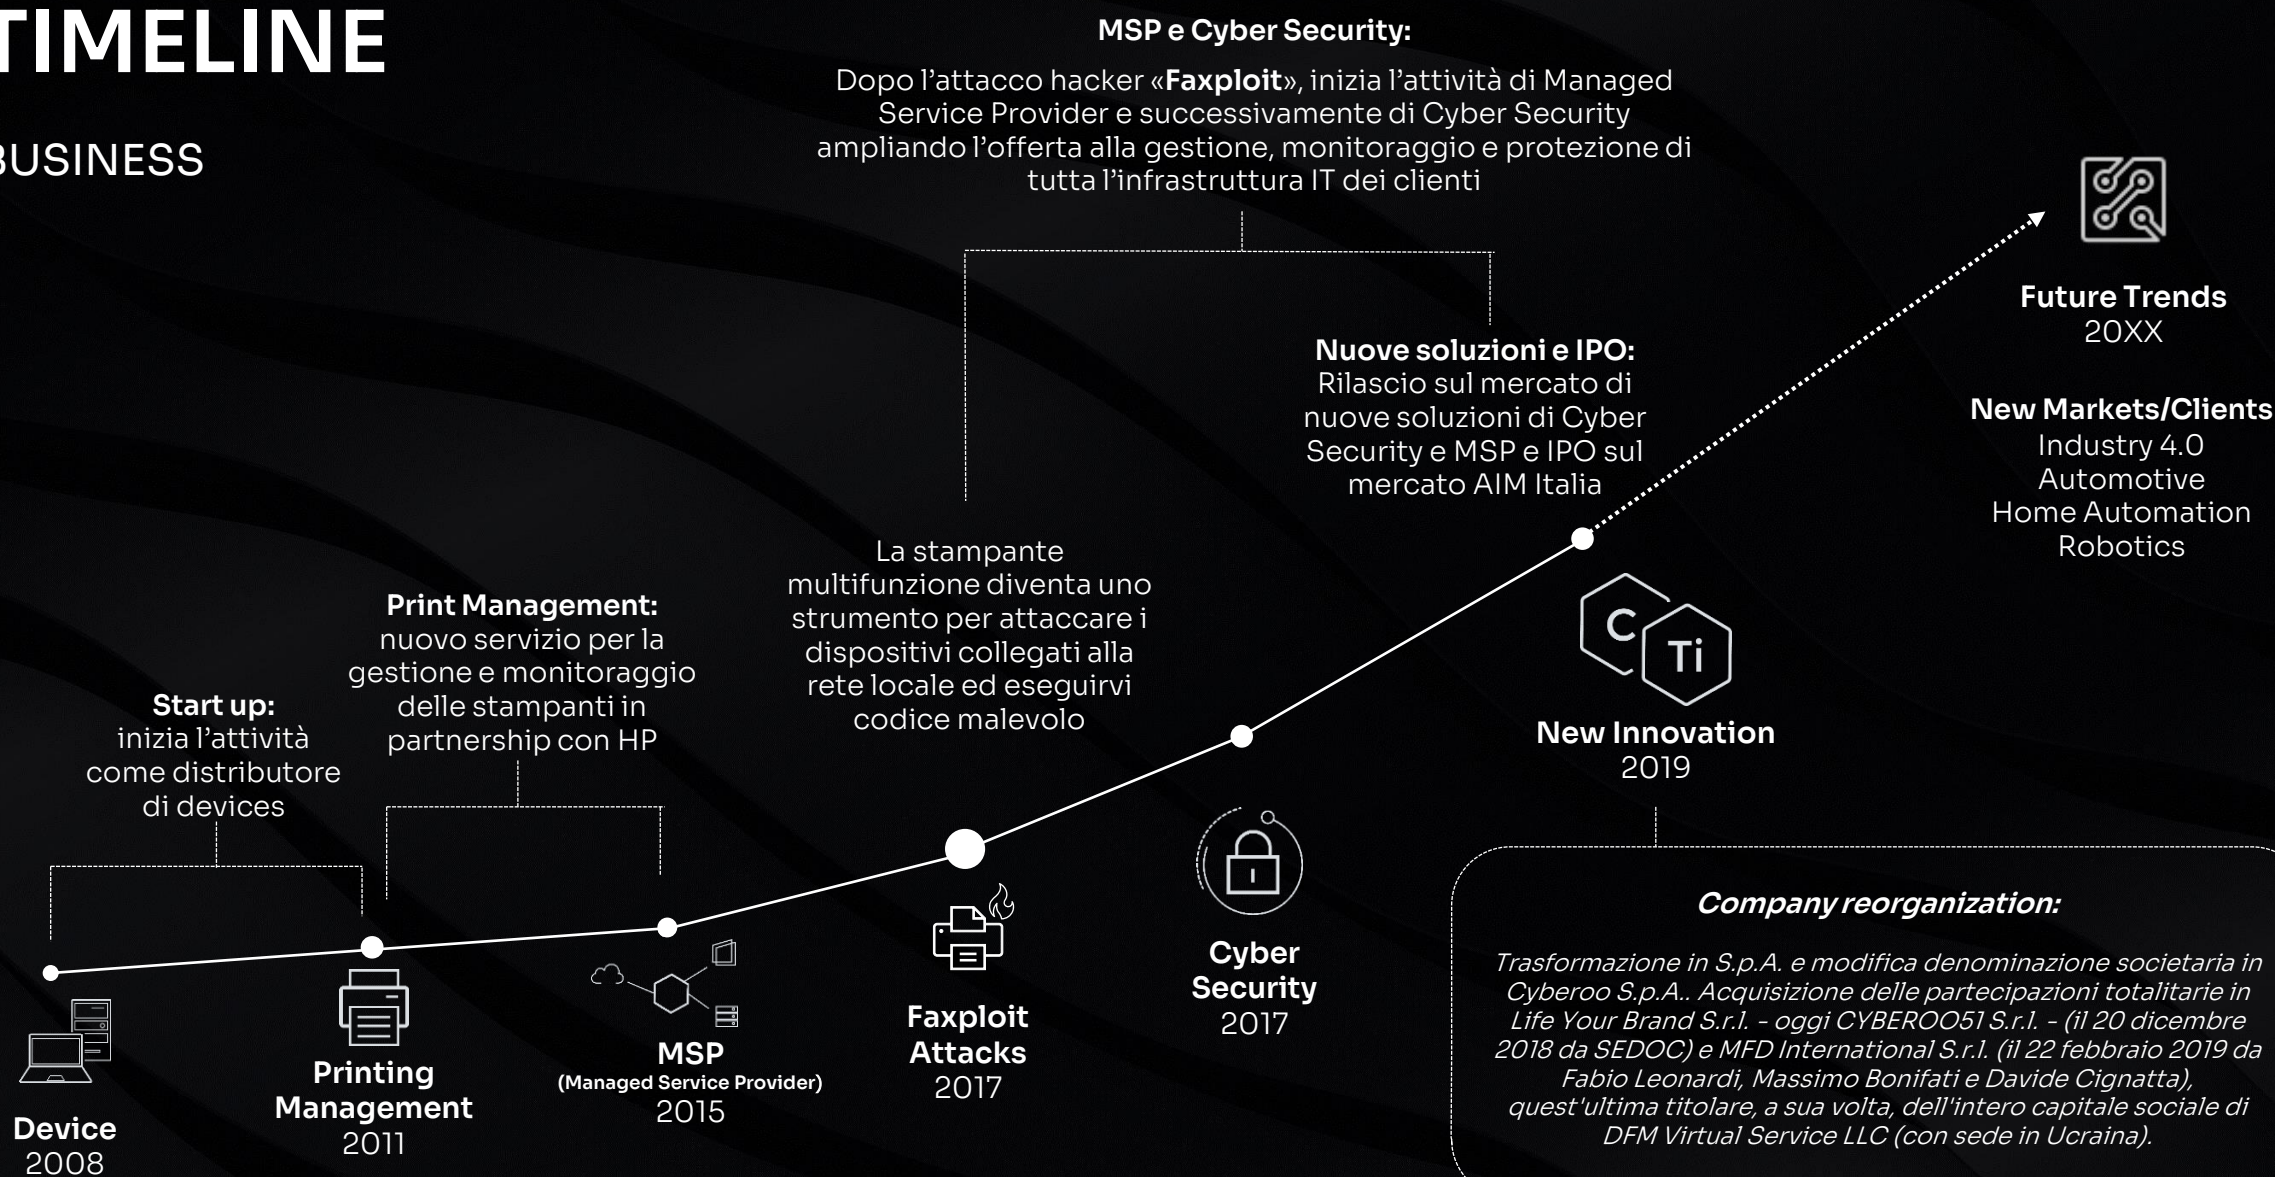 TIMELINE
BUSINESS
MSP e Cyber Security:
Dopo l’attacco hacker «Faxploit», inizia l’attività di Managed
Service Provider e successivamente di Cyber Security
ampliando l’offerta alla gestione, monitoraggio e protezione di
tutta l’infrastruttura IT dei clienti
Start up:
inizia l’attività
come distributore
di devices
Print Management:
nuovo servizio per la
gestione e monitoraggio
delle stampanti in
partnership con HP
La stampante
multifunzione diventa uno
strumento per attaccare i
dispositivi collegati alla
rete locale ed eseguirvi
codice malevolo
Nuove soluzioni e IPO:
Rilascio sul mercato di
nuove soluzioni di Cyber
Security e MSP e IPO sul
mercato AIM Italia
Future Trends
20XX
New Markets/Clients
Industry 4.0
Automotive
Home Automation
Robotics
Device
2008
Printing
Management
2011
MSP
(Managed Service Provider)
2015
Faxploit
Attacks
2017
Cyber
Security
2017
C
Ti
New Innovation
2019
Company reorganization:
Trasformazione in S.p.A. e modifica denominazione societaria in
Cyberoo S.p.A.. Acquisizione delle partecipazioni totalitarie in
Life Your Brand S.r.l. - oggi CYBEROO51 S.r.l. - (il 20 dicembre
2018 da SEDOC) e MFD International S.r.l. (il 22 febbraio 2019 da
Fabio Leonardi, Massimo Bonifati e Davide Cignatta),
quest'ultima titolare, a sua volta, dell'intero capitale sociale di
DFM Virtual Service LLC (con sede in Ucraina).